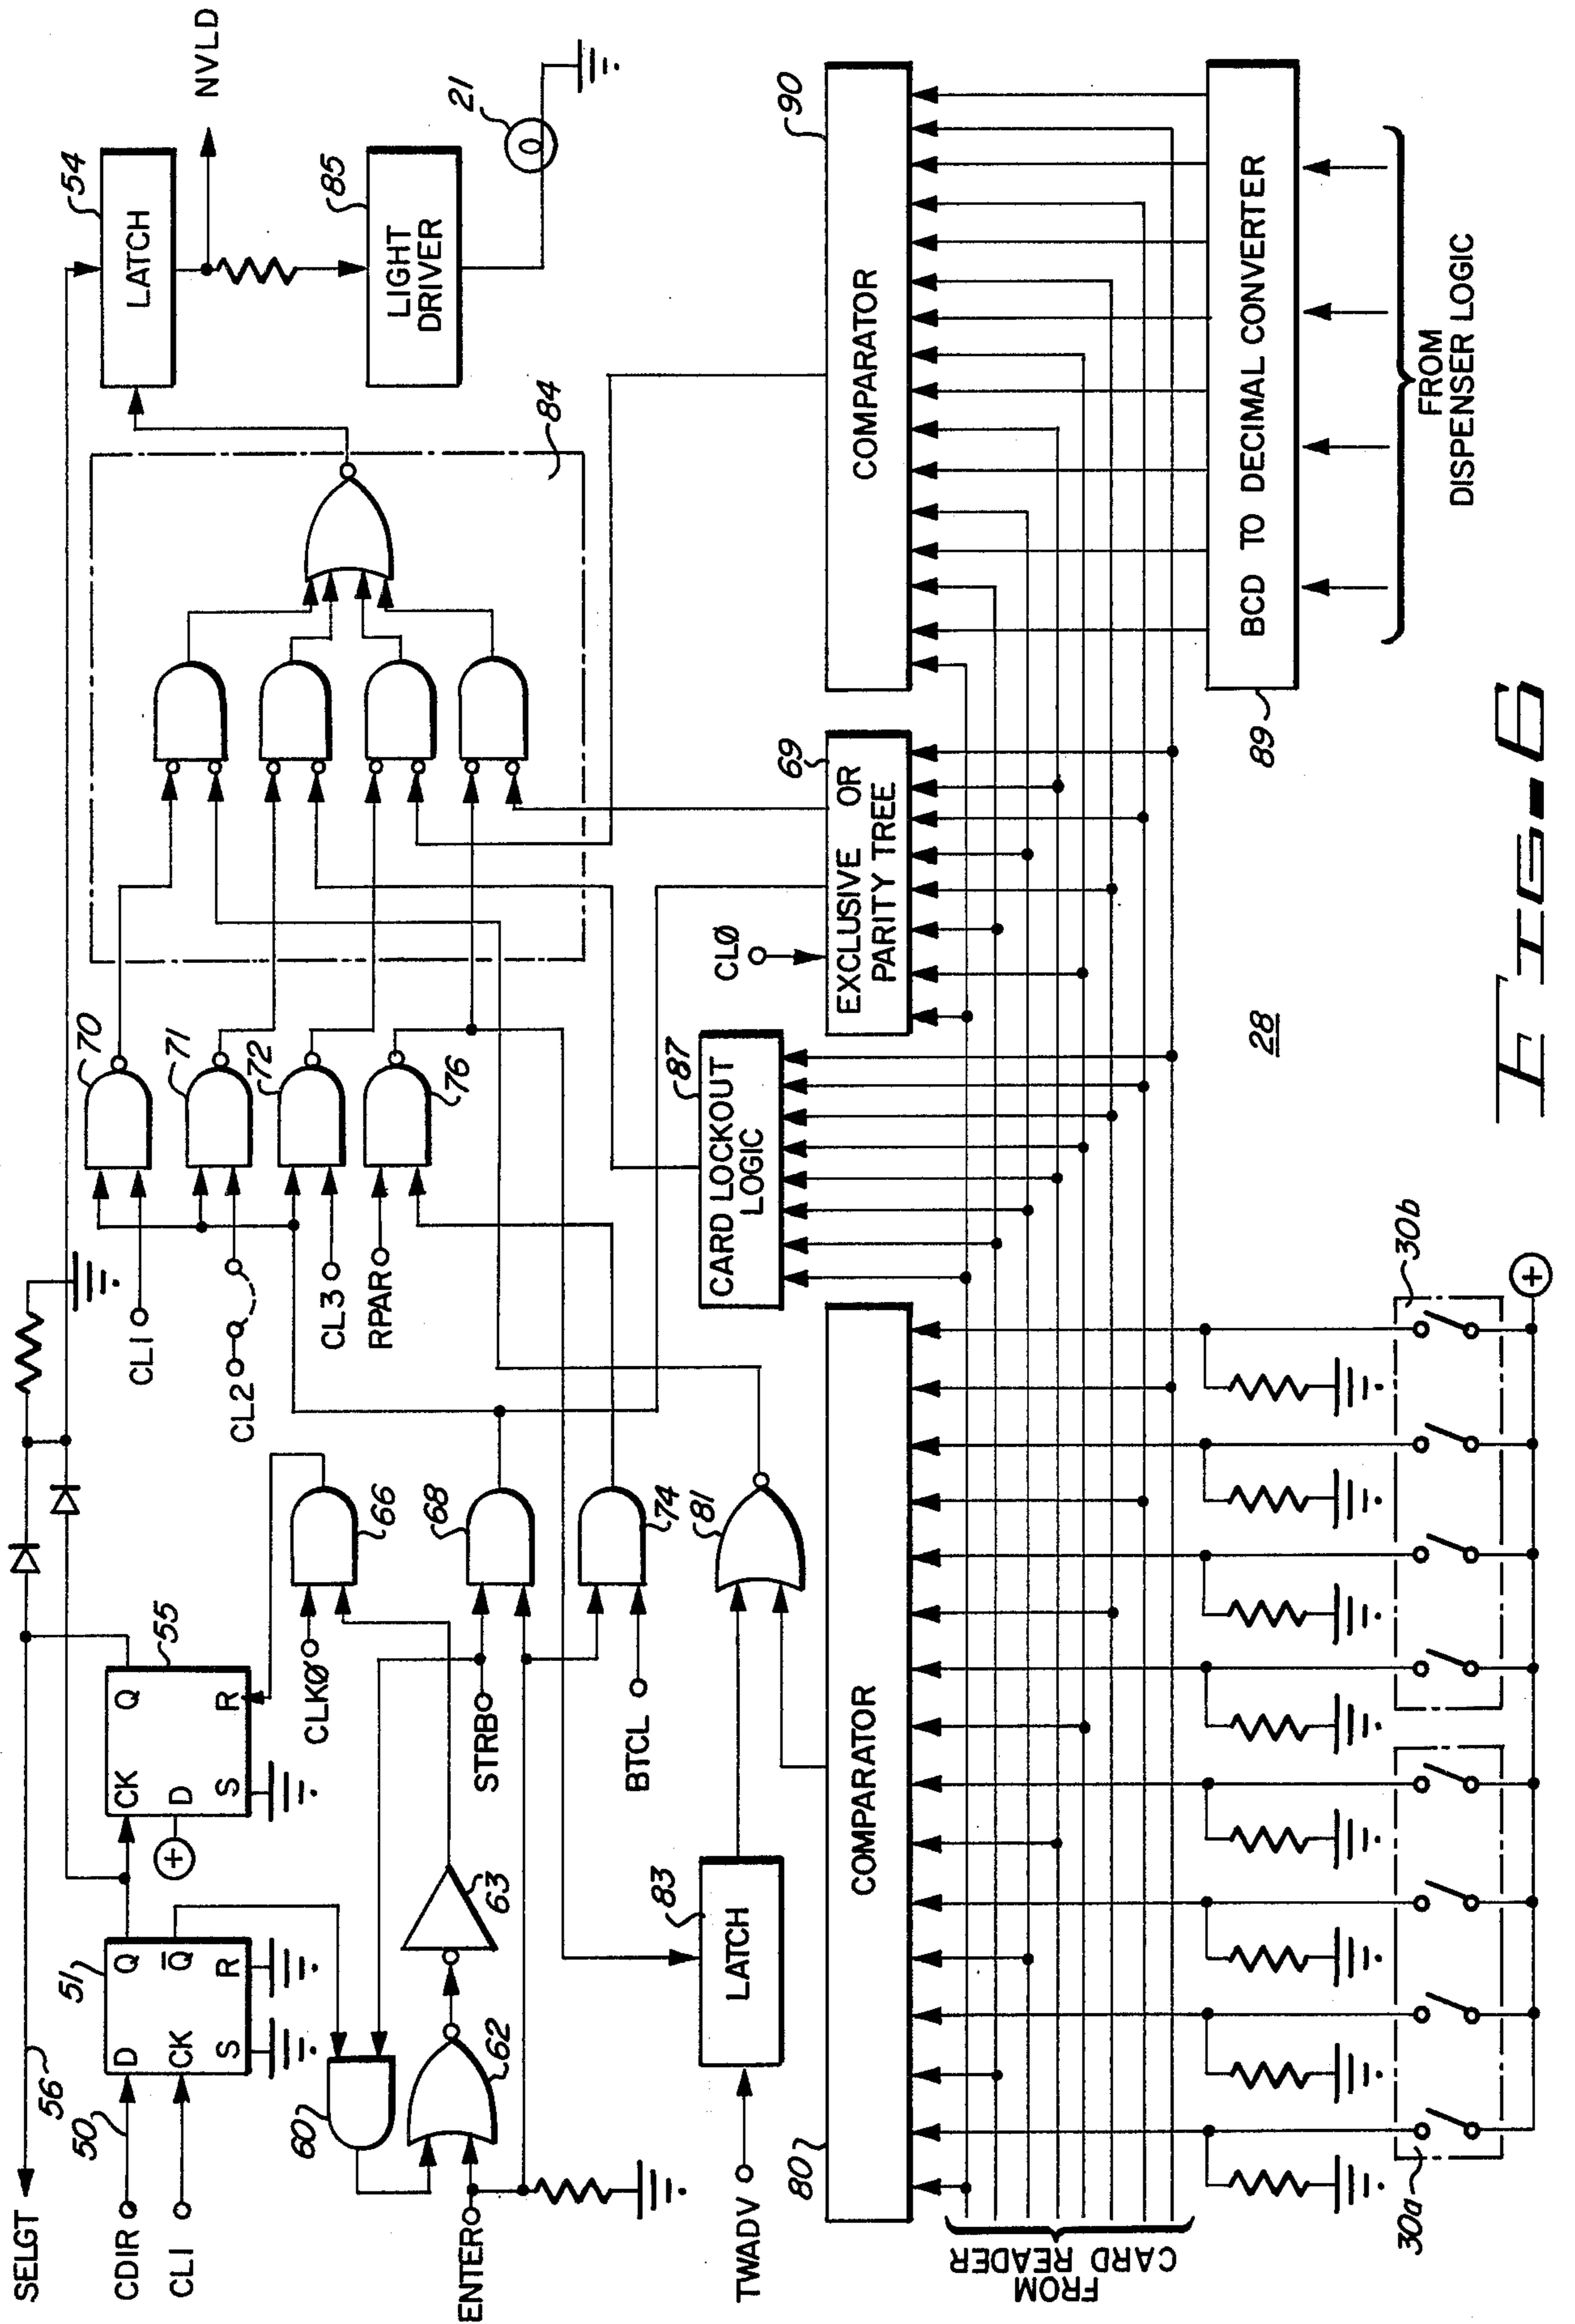 SELGT
56
CDIR
50
CL1
51
D
Q
CK
Q̅
S
R
55
CK
Q
D
S
R
CL1
CL2
CL3
RPAR
70
71
72
76
54
LATCH
NVLD
85
LIGHT
DRIVER
21
84
60
62
63
ENTER
CLKØ
66
STRB
68
BTCL
74
81
TWADV
83
LATCH
87
CARD LOCKOUT
LOGIC
CLØ
69
EXCLUSIVE OR
PARITY TREE
80
COMPARATOR
90
COMPARATOR
FROM
CARD READER
89
BCD TO DECIMAL CONVERTER
FROM
DISPENSER LOGIC
28
30a
30b
+
+
FIG-6